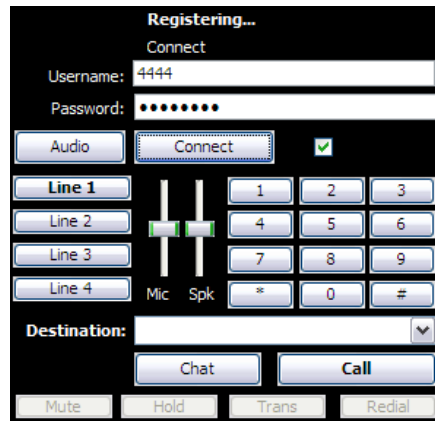 Registering...
Connect
Username: 4444
Password: ••••••••
Audio Connect
Line 1 1 2 3
Line 2 4 5 6
Line 3 7 8 9
Line 4 Mic Spk * 0 #
Destination:
Chat Call
Mute Hold Trans Redial